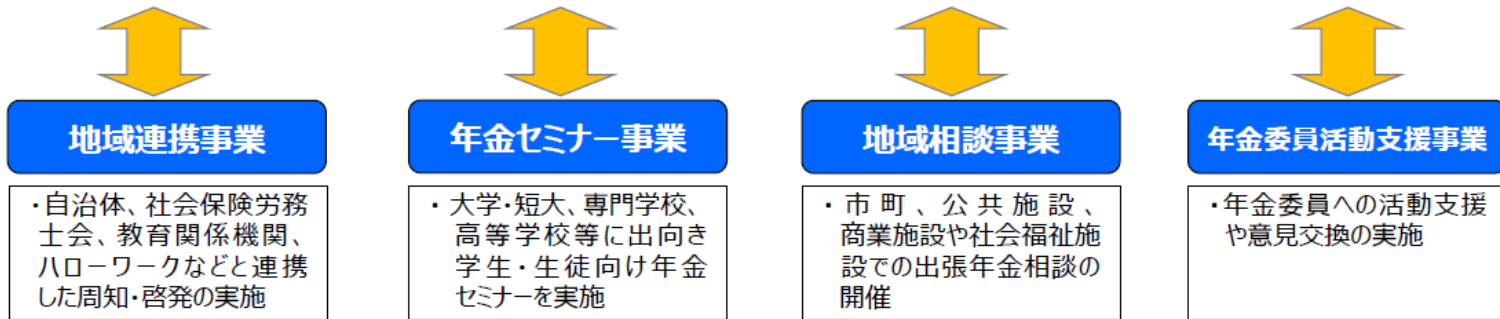 地域連携事業
・自治体、社会保険労務
士会、教育関係機関、
ハローワークなどと連携
した周知・啓発の実施
年金セミナー事業
・大学・短大、専門学校、
高等学校等に出向き
学生・生徒向け年金
セミナーを実施
地域相談事業
・市町、公共施設、
商業施設や社会福祉施
設での出張年金相談の
開催
年金委員活動支援事業
・年金委員への活動支援
や意見交換の実施